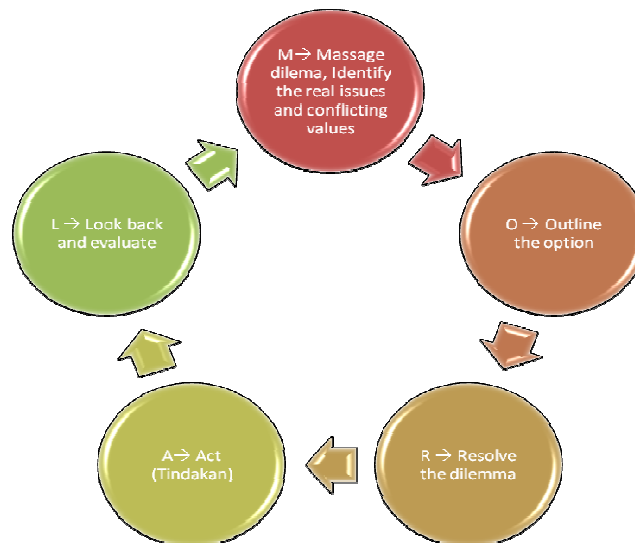 M→ Massage
dilema, Identify
the real issues
and conflicting
values
O → Outline
the option
R → Resolve
the dilemma
A→ Act
(Tindakan)
L → Look back
and evaluate